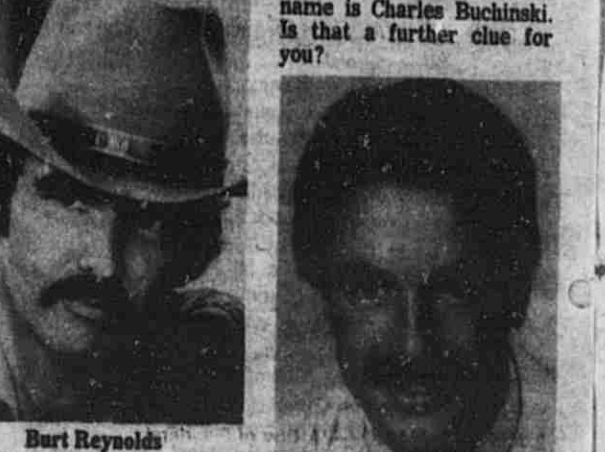 name is Charles Buchinski.
Is that a further clue for
you?
Burt Reynolds